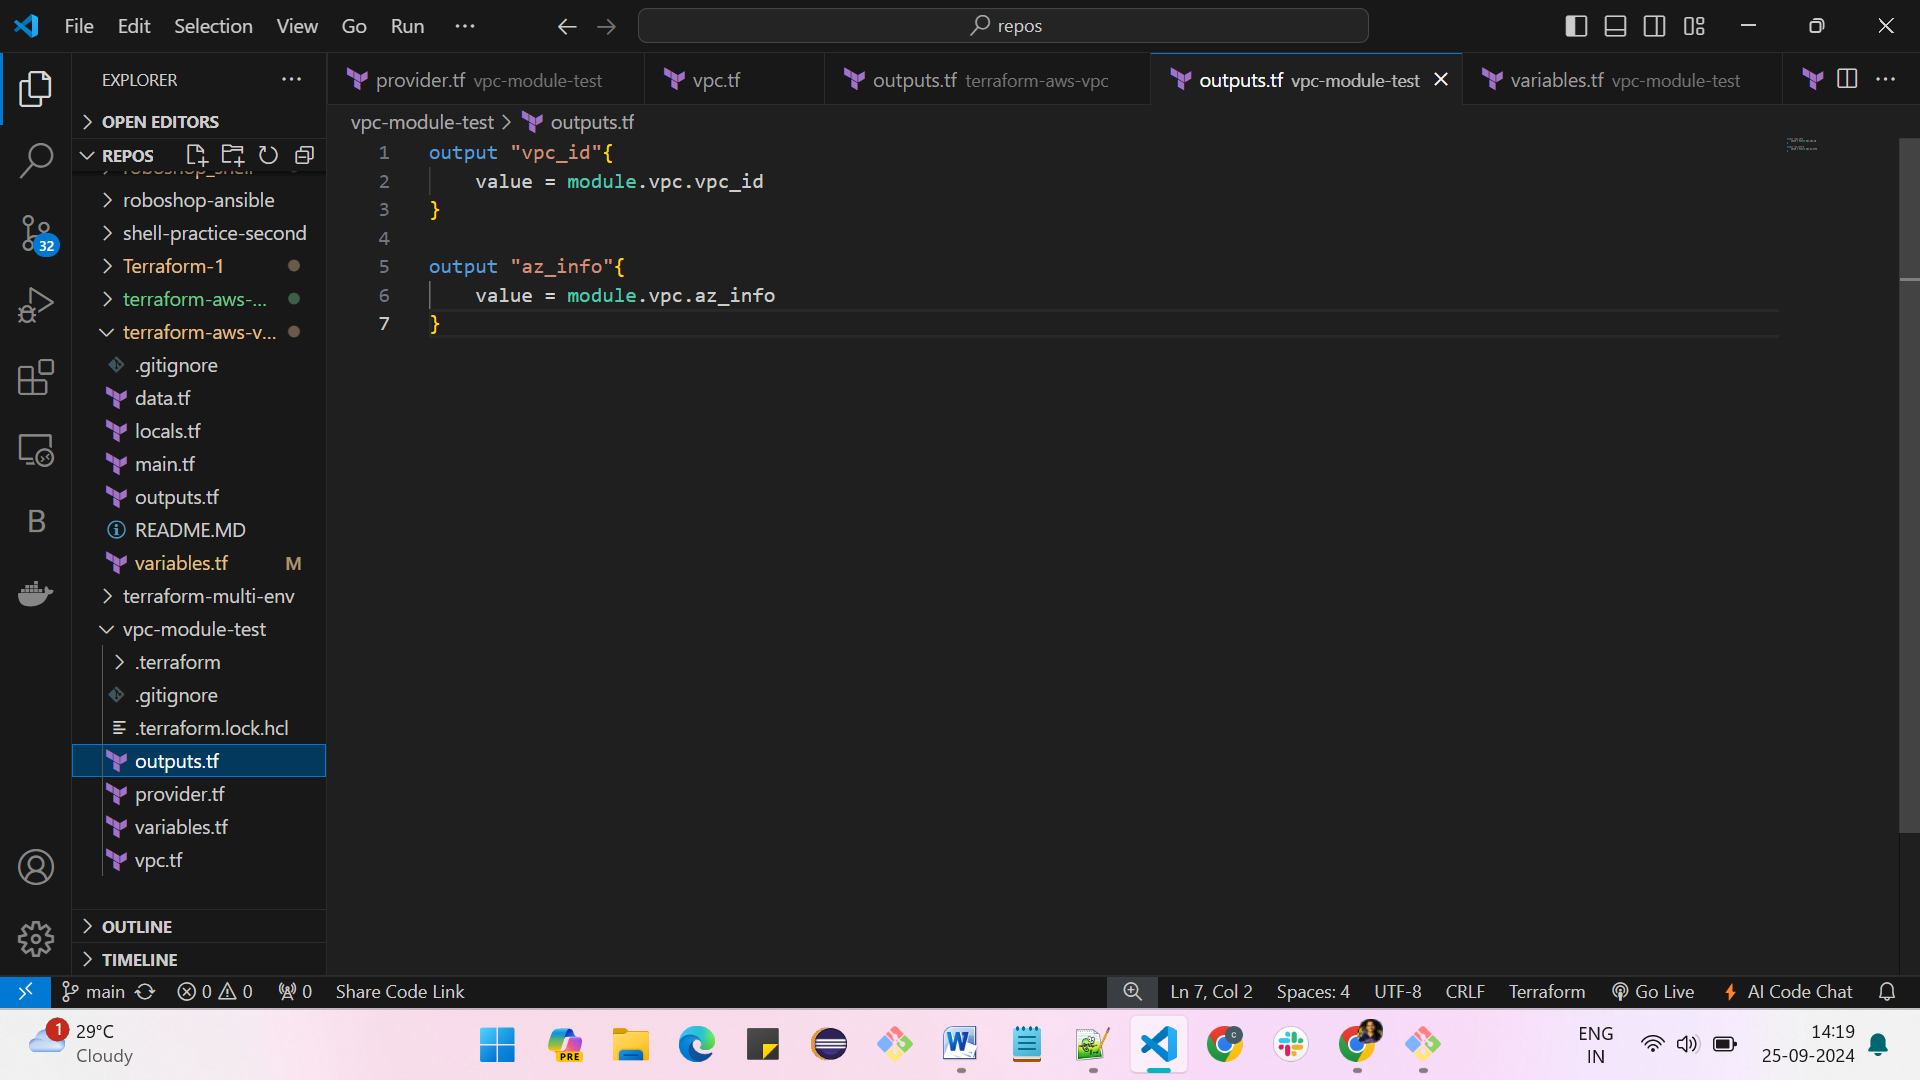 File Edit Selection View Go Run ··· repos
EXPLORER
provider.tf vpc-module-test vpc.tf outputs.tf terraform-aws-vpc outputs.tf vpc-module-test variables.tf vpc-module-test
OPEN EDITORS
REPOS
roboshop_shell
roboshop-ansible
shell-practice-second
Terraform-1
terraform-aws-...
terraform-aws-v...
.gitignore
data.tf
locals.tf
main.tf
outputs.tf
README.MD
variables.tf M
terraform-multi-env
vpc-module-test
.terraform
.gitignore
.terraform.lock.hcl
outputs.tf
provider.tf
variables.tf
vpc.tf
OUTLINE
TIMELINE
32
B
vpc-module-test > outputs.tf
1 output "vpc_id"{
2 value = module.vpc.vpc_id
3 }
4
5 output "az_info"{
6 value = module.vpc.az_info
7 }
main 0 0 0 Share Code Link Ln 7, Col 2 Spaces: 4 UTF-8 CRLF Terraform Go Live AI Code Chat
1 29°C
Cloudy
PRE
ENG
IN
14:19
25-09-2024